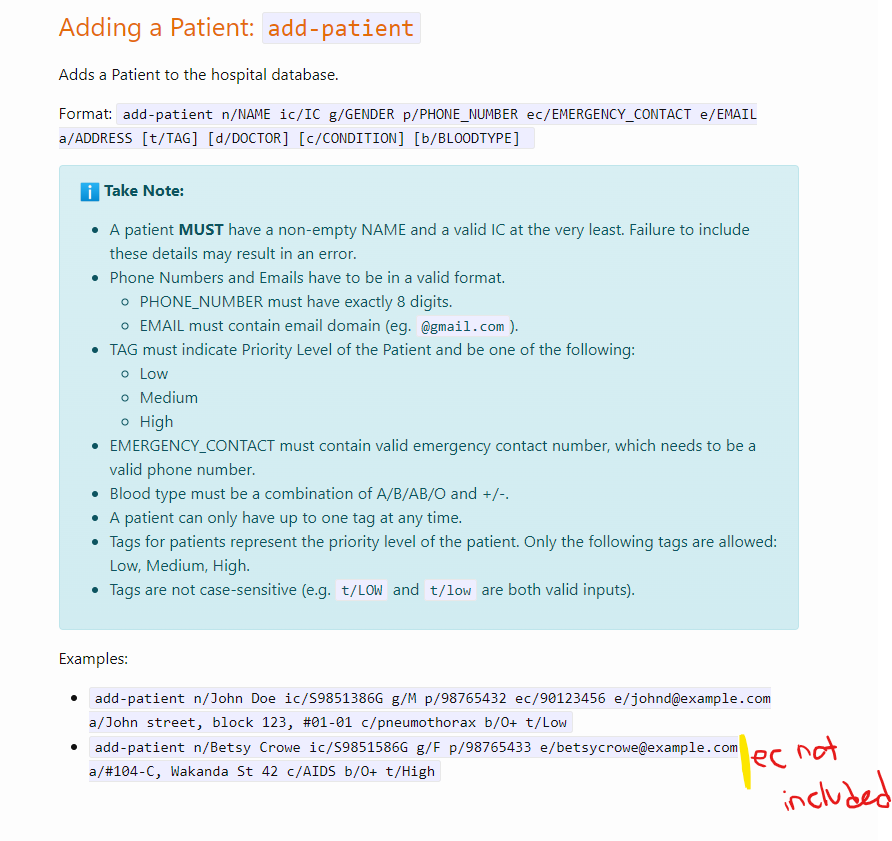 Adding a Patient: add-patient
Adds a Patient to the hospital database.
Format: add-patient n/NAME ic/IC g/GENDER p/PHONE_NUMBER ec/EMERGENCY_CONTACT e/EMAIL
a/ADDRESS [t/TAG] [d/DOCTOR] [c/CONDITION] [b/BLOODTYPE]
i Take Note:
• A patient MUST have a non-empty NAME and a valid IC at the very least. Failure to include
these details may result in an error.
• Phone Numbers and Emails have to be in a valid format.
◦ PHONE_NUMBER must have exactly 8 digits.
◦ EMAIL must contain email domain (eg. @gmail.com ).
• TAG must indicate Priority Level of the Patient and be one of the following:
◦ Low
◦ Medium
◦ High
• EMERGENCY_CONTACT must contain valid emergency contact number, which needs to be a
valid phone number.
• Blood type must be a combination of A/B/AB/O and +/-.
• A patient can only have up to one tag at any time.
• Tags for patients represent the priority level of the patient. Only the following tags are allowed:
Low, Medium, High.
• Tags are not case-sensitive (e.g. t/LOW and t/low are both valid inputs).
Examples:
• add-patient n/John Doe ic/S9851386G g/M p/98765432 ec/90123456 e/johnd@example.com
a/John street, block 123, #01-01 c/pneumothorax b/O+ t/Low
• add-patient n/Betsy Crowe ic/S9851586G g/F p/98765433 e/betsycrowe@example.com
a/#104-C, Wakanda St 42 c/AIDS b/O+ t/High
ec not
included